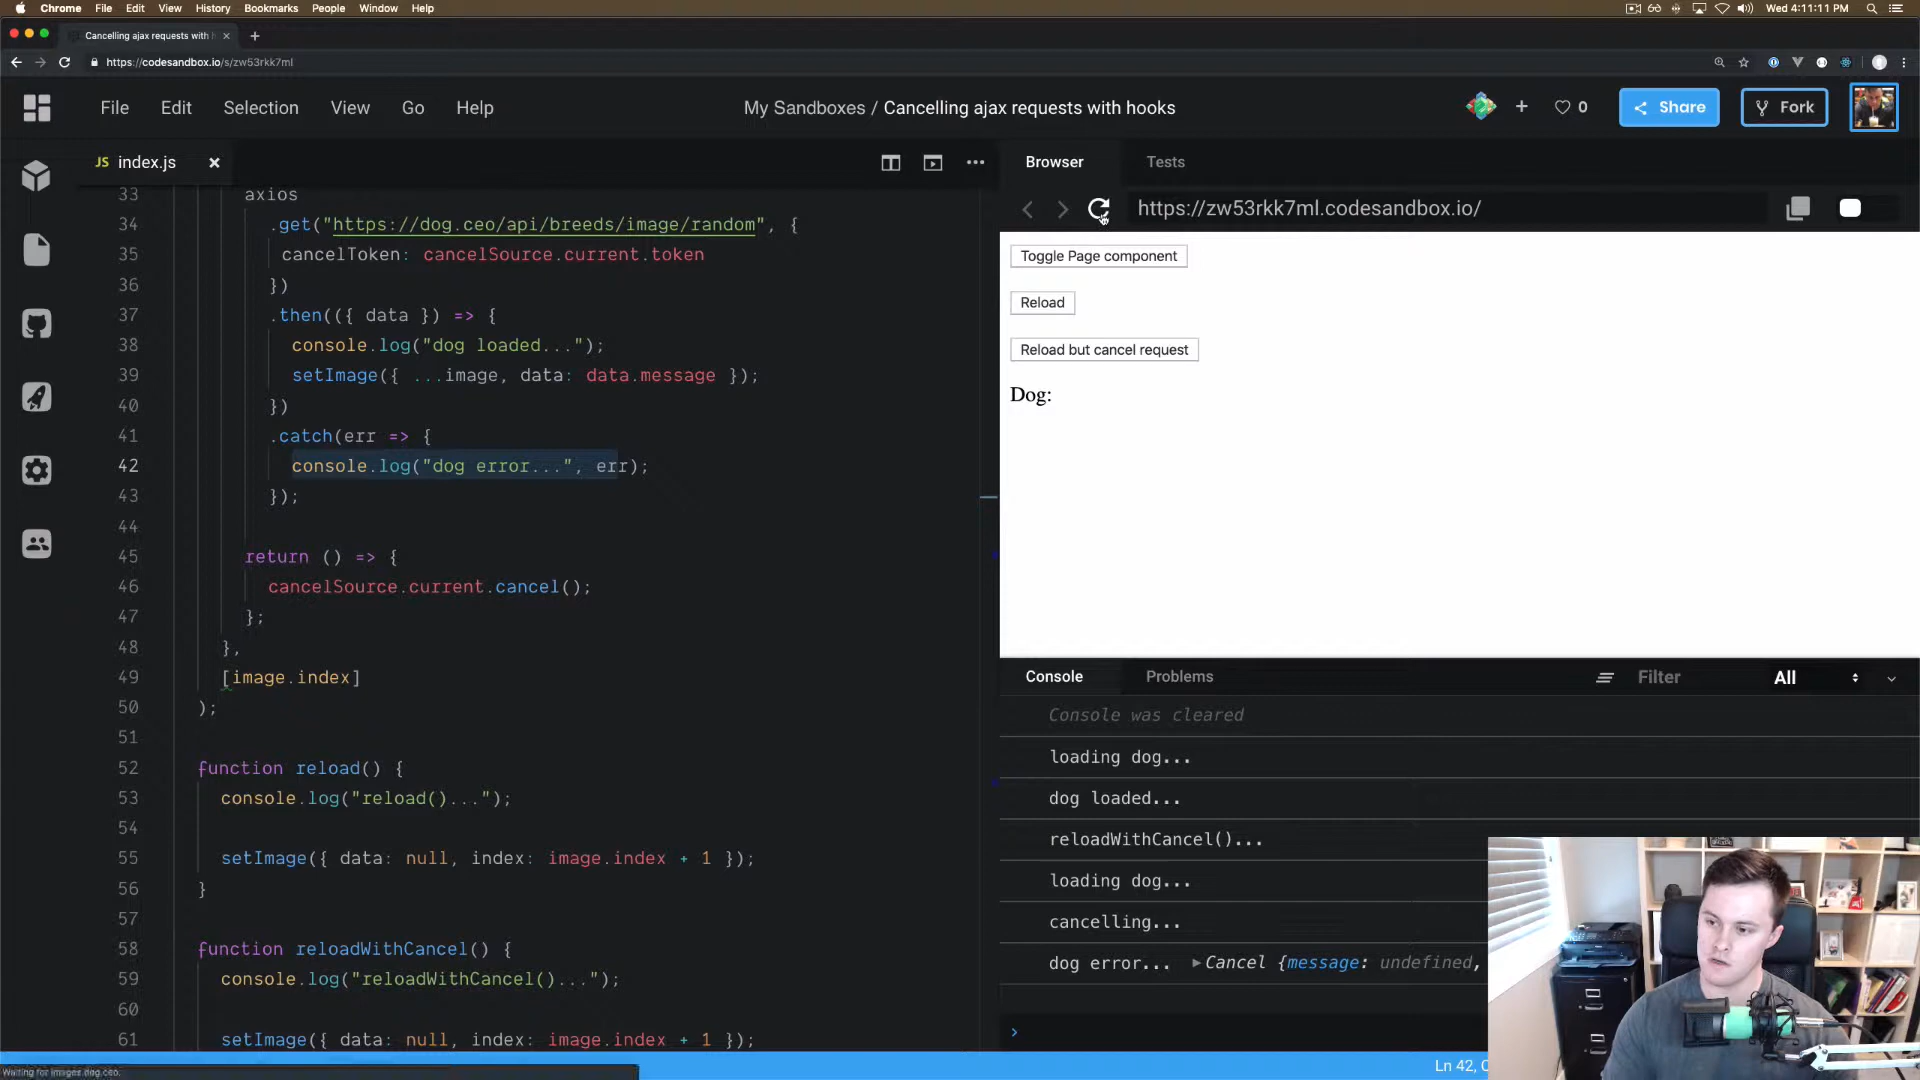 Chrome File Edit View History Bookmarks People Window Help
Wed 4:11:11 PM
Cancelling ajax requests with h
https://codesandbox.io/s/zw53rkk7ml
File Edit Selection View Go Help
My Sandboxes / Cancelling ajax requests with hooks
0
Share
Fork
JS index.js
Browser Tests
https://zw53rkk7ml.codesandbox.io/
33 axios
34 .get("https://dog.ceo/api/breeds/image/random", {
35 cancelToken: cancelSource.current.token
36 })
37 .then(({ data }) => {
38 console.log("dog loaded...");
39 setImage({ ...image, data: data.message });
40 })
41 .catch(err => {
42 console.log("dog error...", err);
43 });
44
45 return () => {
46 cancelSource.current.cancel();
47 };
48 },
49 [image.index]
50 );
51
52 function reload() {
53 console.log("reload()...");
54
55 setImage({ data: null, index: image.index + 1 });
56 }
57
58 function reloadWithCancel() {
59 console.log("reloadWithCancel()...");
60
61 setImage({ data: null, index: image.index + 1 });
Toggle Page component
Reload
Reload but cancel request
Dog:
Console Problems
Filter
All
Console was cleared
loading dog...
dog loaded...
reloadWithCancel()...
loading dog...
cancelling...
dog error... ▶Cancel {message: undefined,
›
Ln 42, C
Waiting for images.dog.ceo.